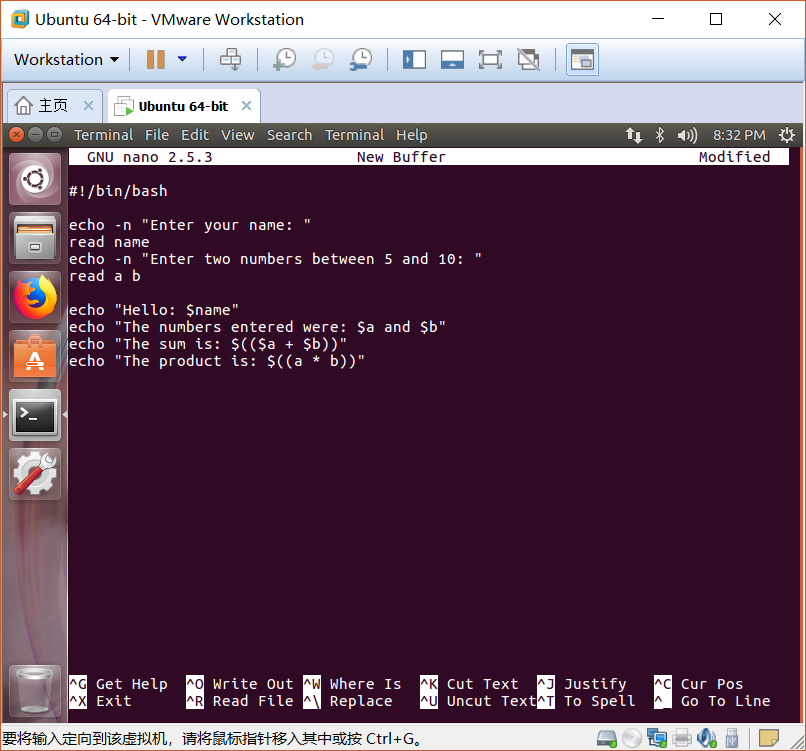 Ubuntu 64-bit - VMware Workstation
Workstation
主页 Ubuntu 64-bit
Terminal File Edit View Search Terminal Help 8:32 PM
GNU nano 2.5.3 New Buffer Modified
#!/bin/bash
echo -n "Enter your name: "
read name
echo -n "Enter two numbers between 5 and 10: "
read a b
echo "Hello: $name"
echo "The numbers entered were: $a and $b"
echo "The sum is: $(($a + $b))"
echo "The product is: $((a * b))"
^G Get Help ^O Write Out ^W Where Is ^K Cut Text ^J Justify ^C Cur Pos
^X Exit ^R Read File ^\ Replace ^U Uncut Text ^T To Spell ^_ Go To Line
要将输入定向到该虚拟机，请将鼠标指针移入其中或按 Ctrl+G。